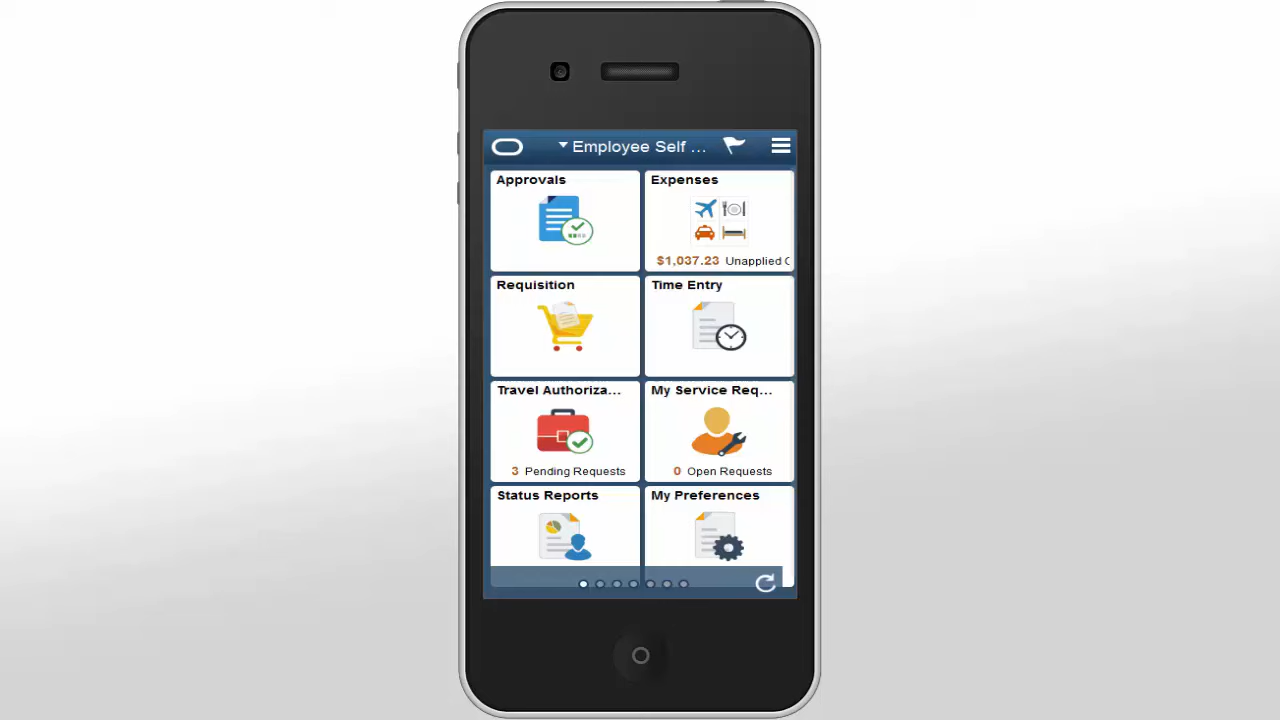 Employee Self ...
Approvals
Expenses
$1,037.23 Unapplied
Requisition
Time Entry
Travel Authoriza...
My Service Req...
3 Pending Requests
0 Open Requests
Status Reports
My Preferences